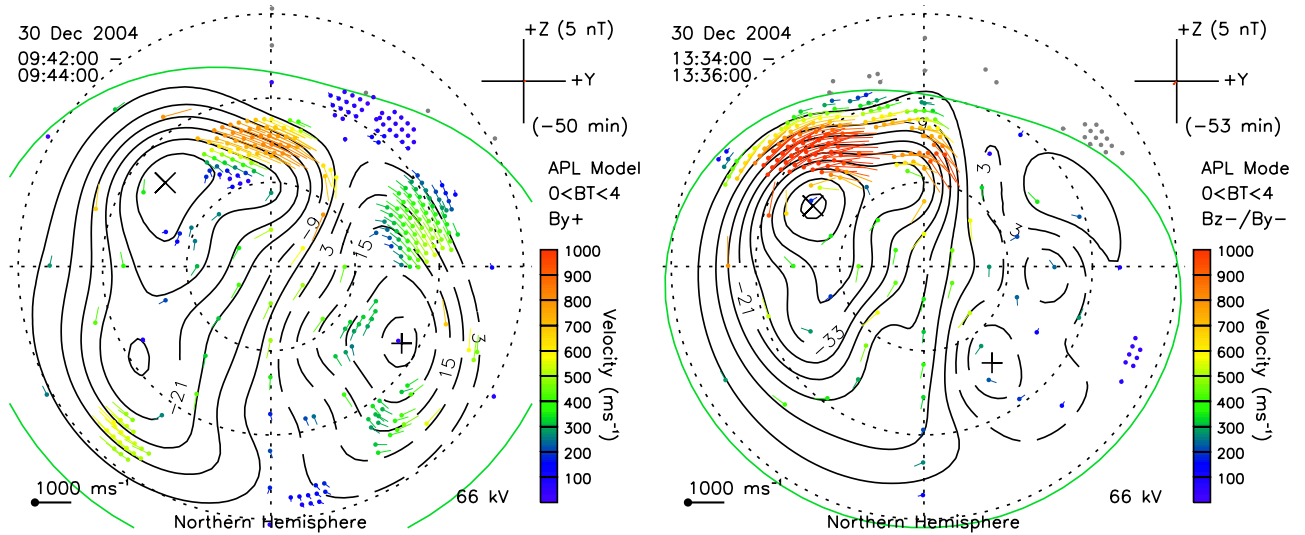 30 Dec 2004
09:42:00 -
09:44:00
+Z (5 nT)
+Y
(-50 min)
APL Model
0<BT<4
By+
1000
900
800
700
600
500
400
300
200
100
Velocity (ms⁻¹)
-9
3
15
3
15
-21
1000 ms⁻¹
66 kV
Northern Hemisphere
30 Dec 2004
13:34:00 -
13:36:00
+Z (5 nT)
+Y
(-53 min)
APL Mode
0<BT<4
Bz-/By-
1000
900
800
700
600
500
400
300
200
100
Velocity (ms⁻¹)
-9
3
3
-21
-33
1000 ms⁻¹
66 kV
Northern Hemisphere